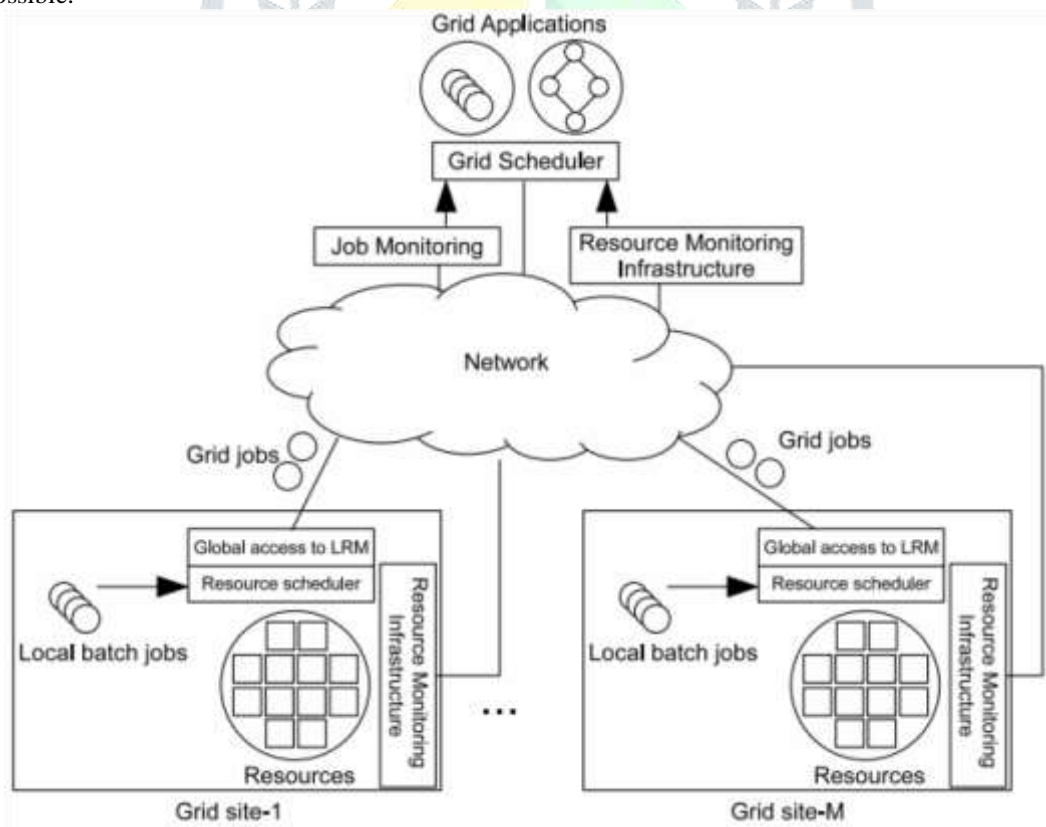 Grid Applications
Grid Scheduler
Job Monitoring
Resource Monitoring
Infrastructure
Network
Grid jobs
Grid jobs
Global access to LRM
Resource scheduler
Local batch jobs
Resource Monitoring
Infrastructure
Resources
Grid site-1
...
Global access to LRM
Resource scheduler
Local batch jobs
Resource Monitoring
Infrastructure
Resources
Grid site-M